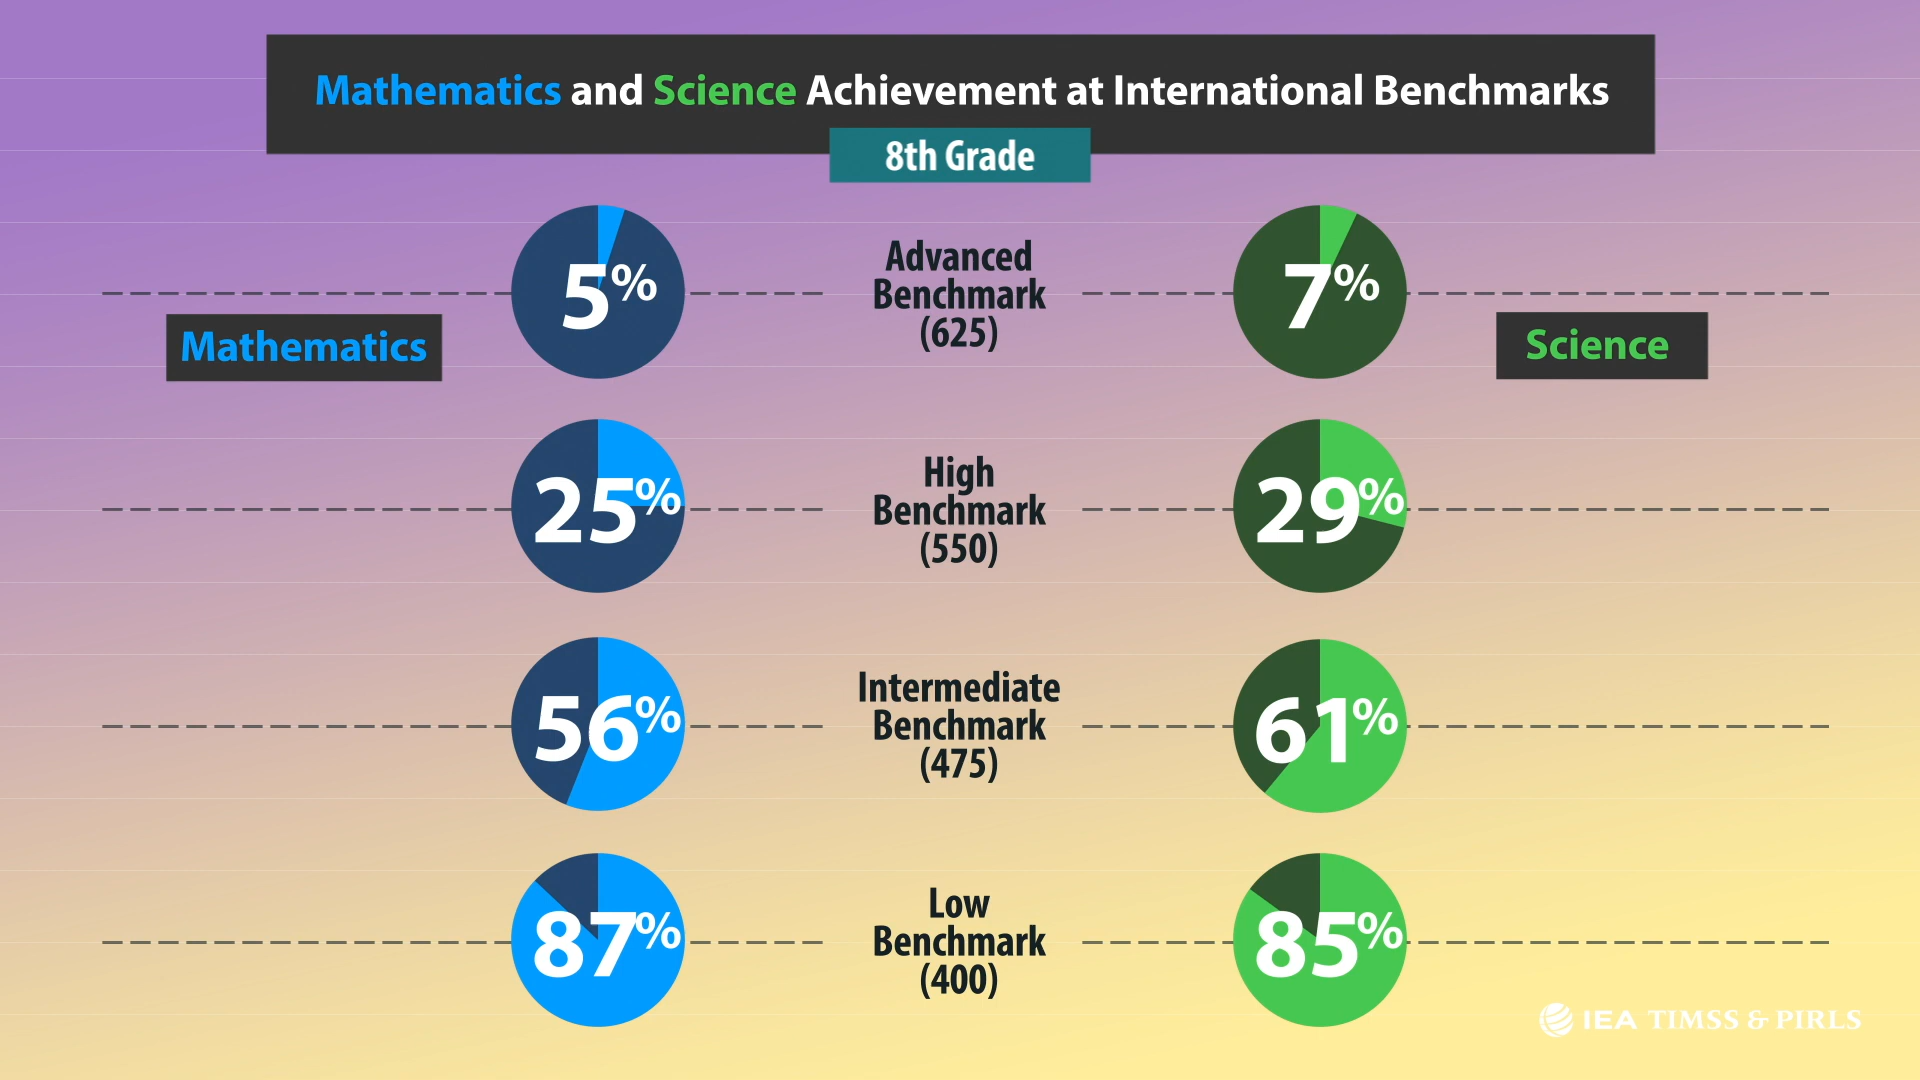 Mathematics and Science Achievement at International Benchmarks
8th Grade
Mathematics
Science
5%
Advanced
Benchmark
(625)
7%
25%
High
Benchmark
(550)
29%
56%
Intermediate
Benchmark
(475)
61%
87%
Low
Benchmark
(400)
85%
IEA TIMSS & PIRLS